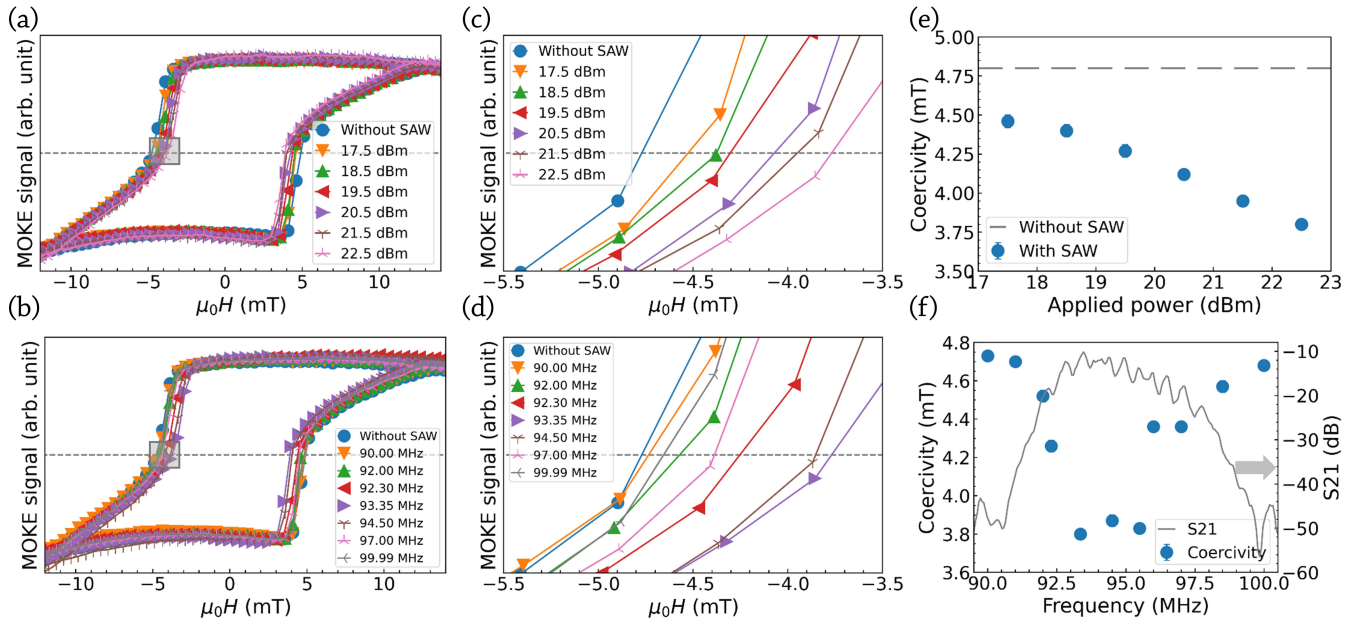 (a)
MOKE signal (arb. unit)
Without SAW
17.5 dBm
18.5 dBm
19.5 dBm
20.5 dBm
21.5 dBm
22.5 dBm
−10 −5 0 5 10
μ₀H (mT)
(c)
MOKE signal (arb. unit)
Without SAW
17.5 dBm
18.5 dBm
19.5 dBm
20.5 dBm
21.5 dBm
22.5 dBm
−5.5 −5.0 −4.5 −4.0 −3.5
μ₀H (mT)
(e)
Coercivity (mT)
5.00
4.75
4.50
4.25
4.00
3.75
3.50
Without SAW
With SAW
17 18 19 20 21 22 23
Applied power (dBm)
(b)
MOKE signal (arb. unit)
Without SAW
90.00 MHz
92.00 MHz
92.30 MHz
93.35 MHz
94.50 MHz
97.00 MHz
99.99 MHz
−10 −5 0 5 10
μ₀H (mT)
(d)
MOKE signal (arb. unit)
Without SAW
90.00 MHz
92.00 MHz
92.30 MHz
93.35 MHz
94.50 MHz
97.00 MHz
99.99 MHz
−5.5 −5.0 −4.5 −4.0 −3.5
μ₀H (mT)
(f)
Coercivity (mT)
4.8
4.6
4.4
4.2
4.0
3.8
3.6
S21
Coercivity
90.0 92.5 95.0 97.5 100.0
Frequency (MHz)
−10
−20
−30
−40
−50
−60
S21 (dB)